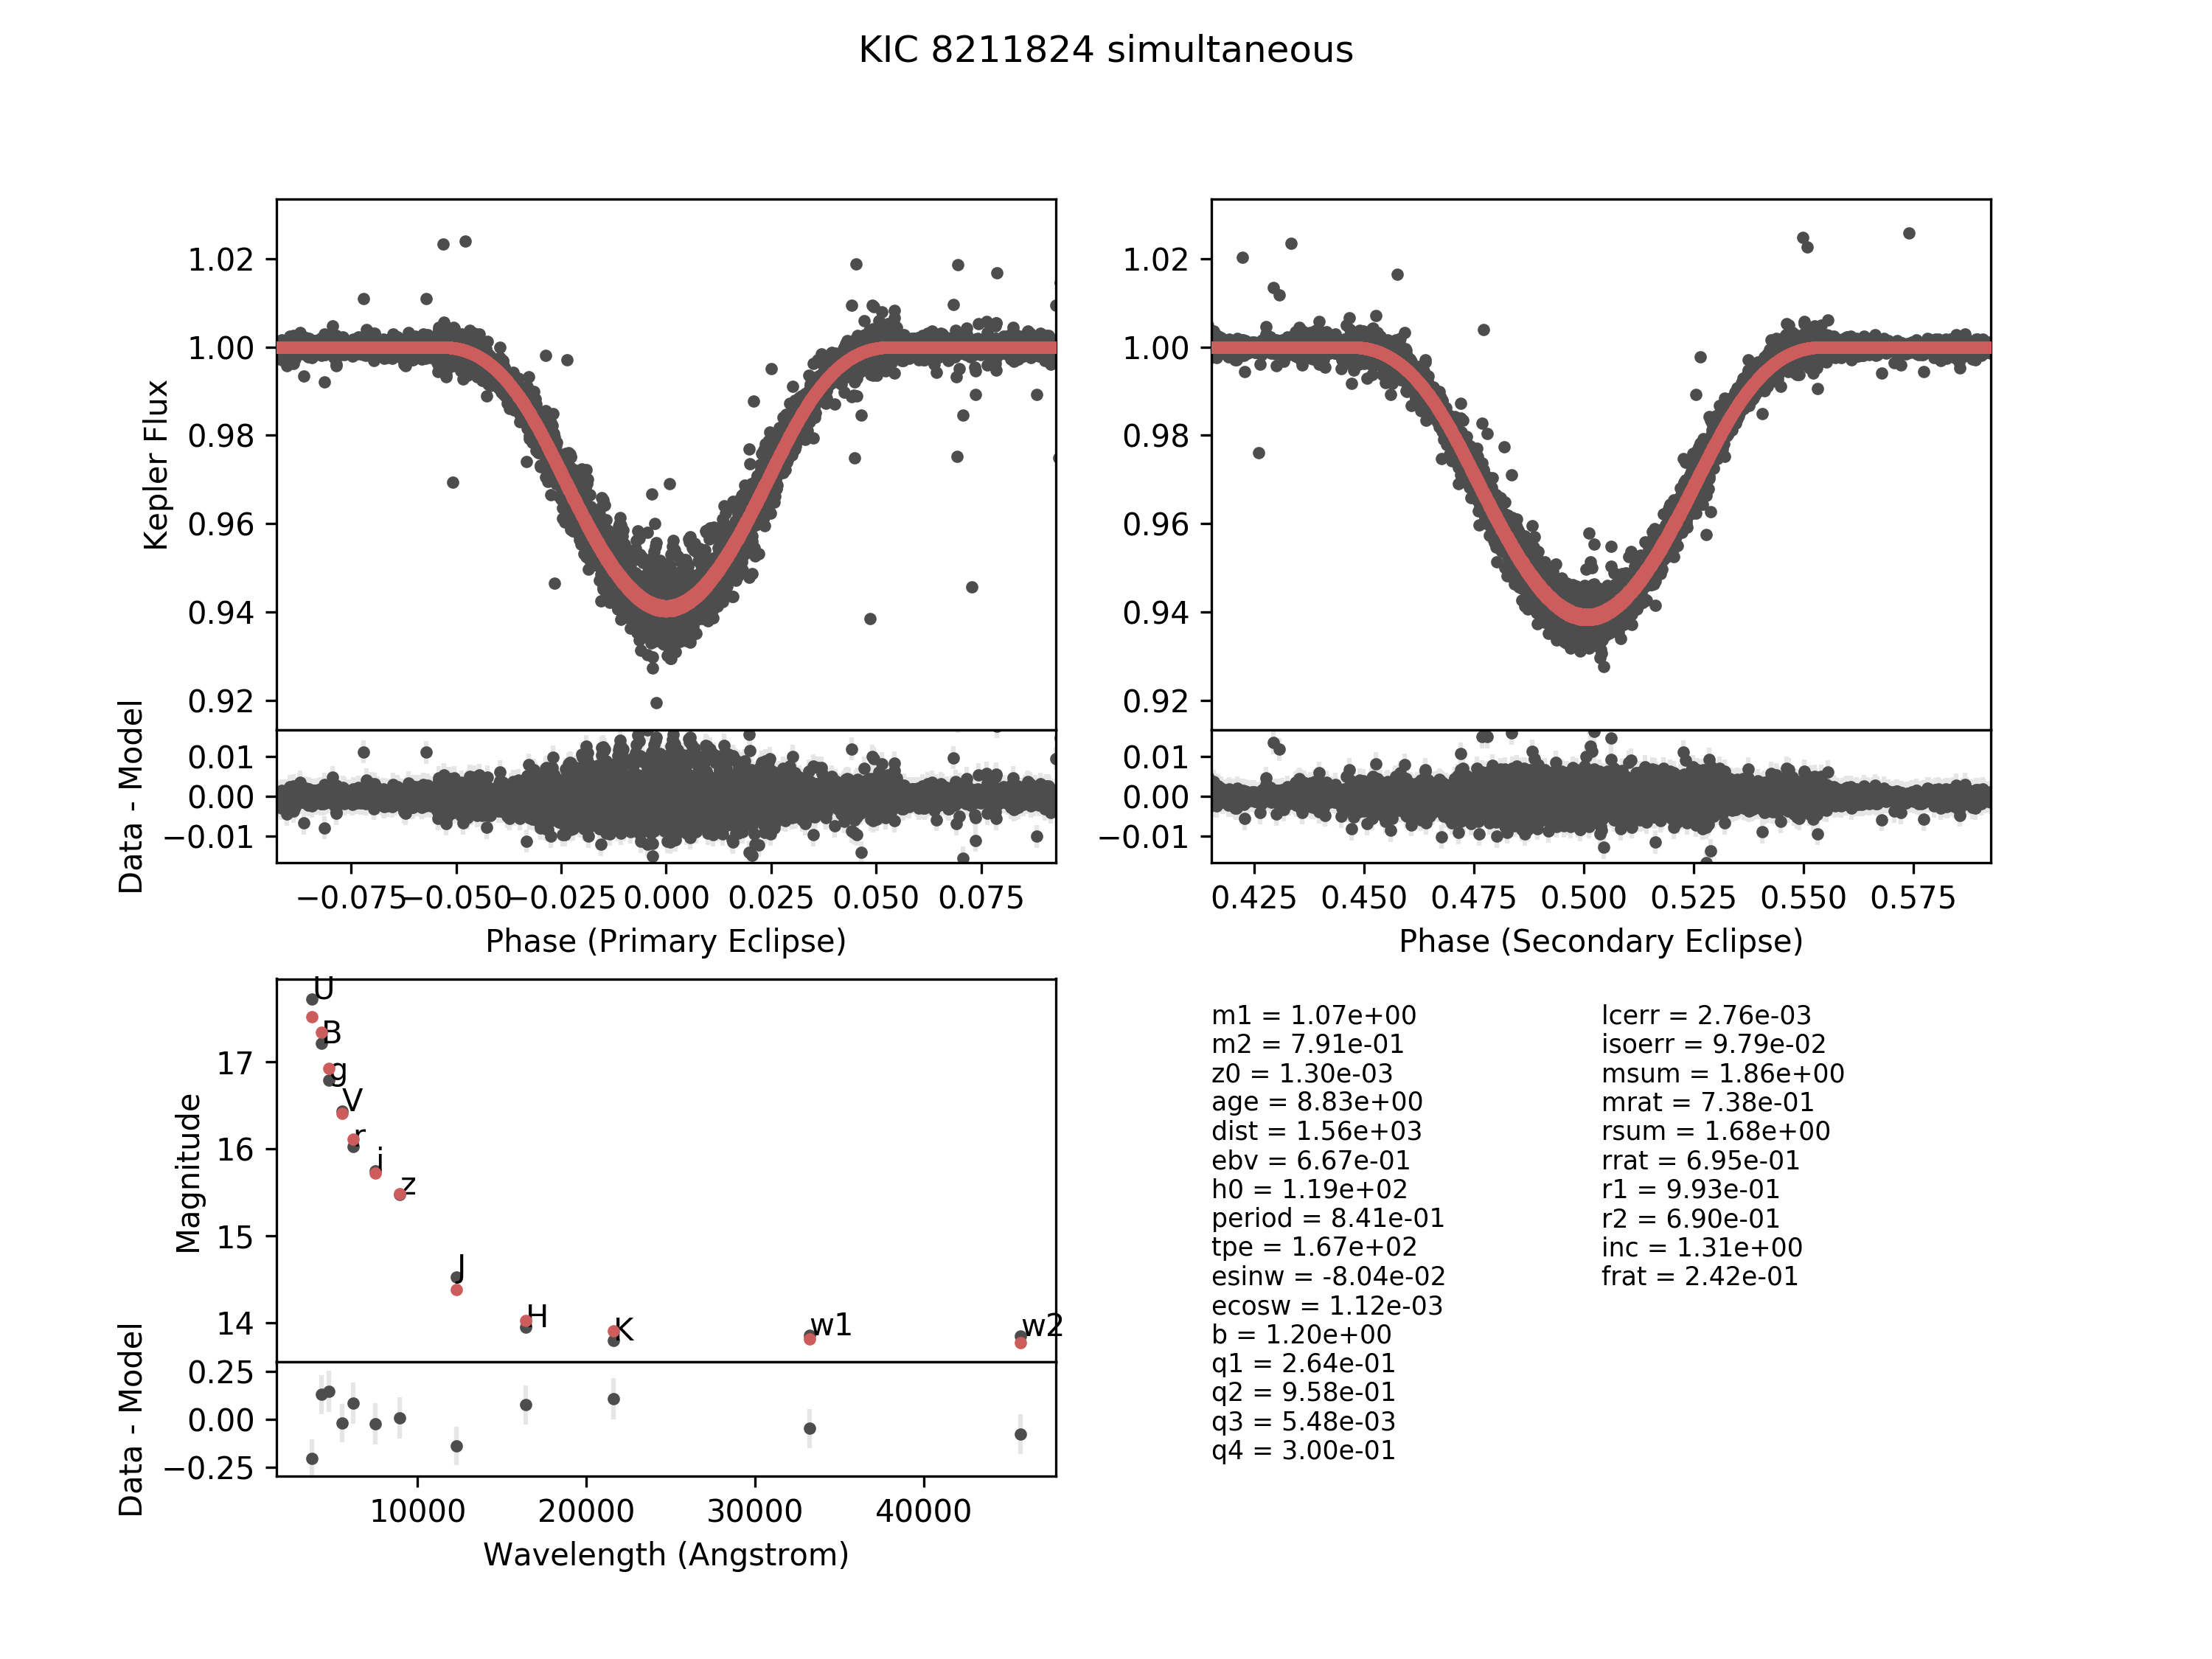 KIC 8211824 simultaneous
Kepler Flux
1.02
1.00
0.98
0.96
0.94
0.92
Data - Model
0.01
0.00
−0.01
−0.075 −0.050 −0.025 0.000 0.025 0.050 0.075
Phase (Primary Eclipse)
1.02
1.00
0.98
0.96
0.94
0.92
0.01
0.00
−0.01
0.425 0.450 0.475 0.500 0.525 0.550 0.575
Phase (Secondary Eclipse)
Magnitude
17
16
15
14
U
B
g
V
r
i
z
J
H
K
w1
w2
Data - Model
0.25
0.00
−0.25
10000 20000 30000 40000
Wavelength (Angstrom)
m1 = 1.07e+00
m2 = 7.91e-01
z0 = 1.30e-03
age = 8.83e+00
dist = 1.56e+03
ebv = 6.67e-01
h0 = 1.19e+02
period = 8.41e-01
tpe = 1.67e+02
esinw = -8.04e-02
ecosw = 1.12e-03
b = 1.20e+00
q1 = 2.64e-01
q2 = 9.58e-01
q3 = 5.48e-03
q4 = 3.00e-01
lcerr = 2.76e-03
isoerr = 9.79e-02
msum = 1.86e+00
mrat = 7.38e-01
rsum = 1.68e+00
rrat = 6.95e-01
r1 = 9.93e-01
r2 = 6.90e-01
inc = 1.31e+00
frat = 2.42e-01